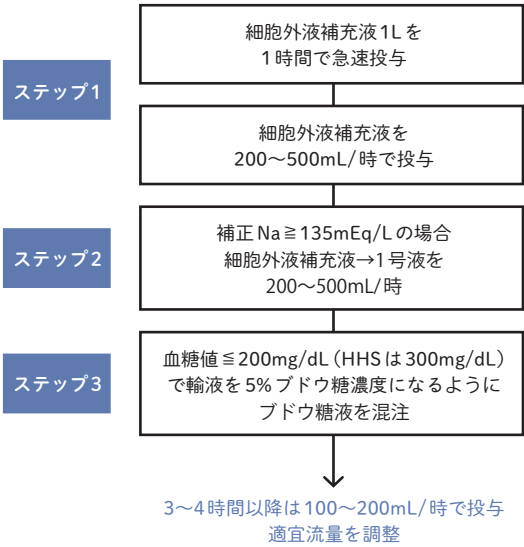 細胞外液補充液1Lを
1時間で急速投与
ステップ1
細胞外液補充液を
200〜500mL/時で投与
補正Na≧135mEq/Lの場合
ステップ2
細胞外液補充液→1号液を
200〜500mL/時
血糖値≦200mg/dL(HHSは300mg/dL)
ステップ3
で輸液を5%ブドウ糖濃度になるように
ブドウ糖液を混注
3〜4時間以降は100〜200mL/時で投与
適宜流量を調整